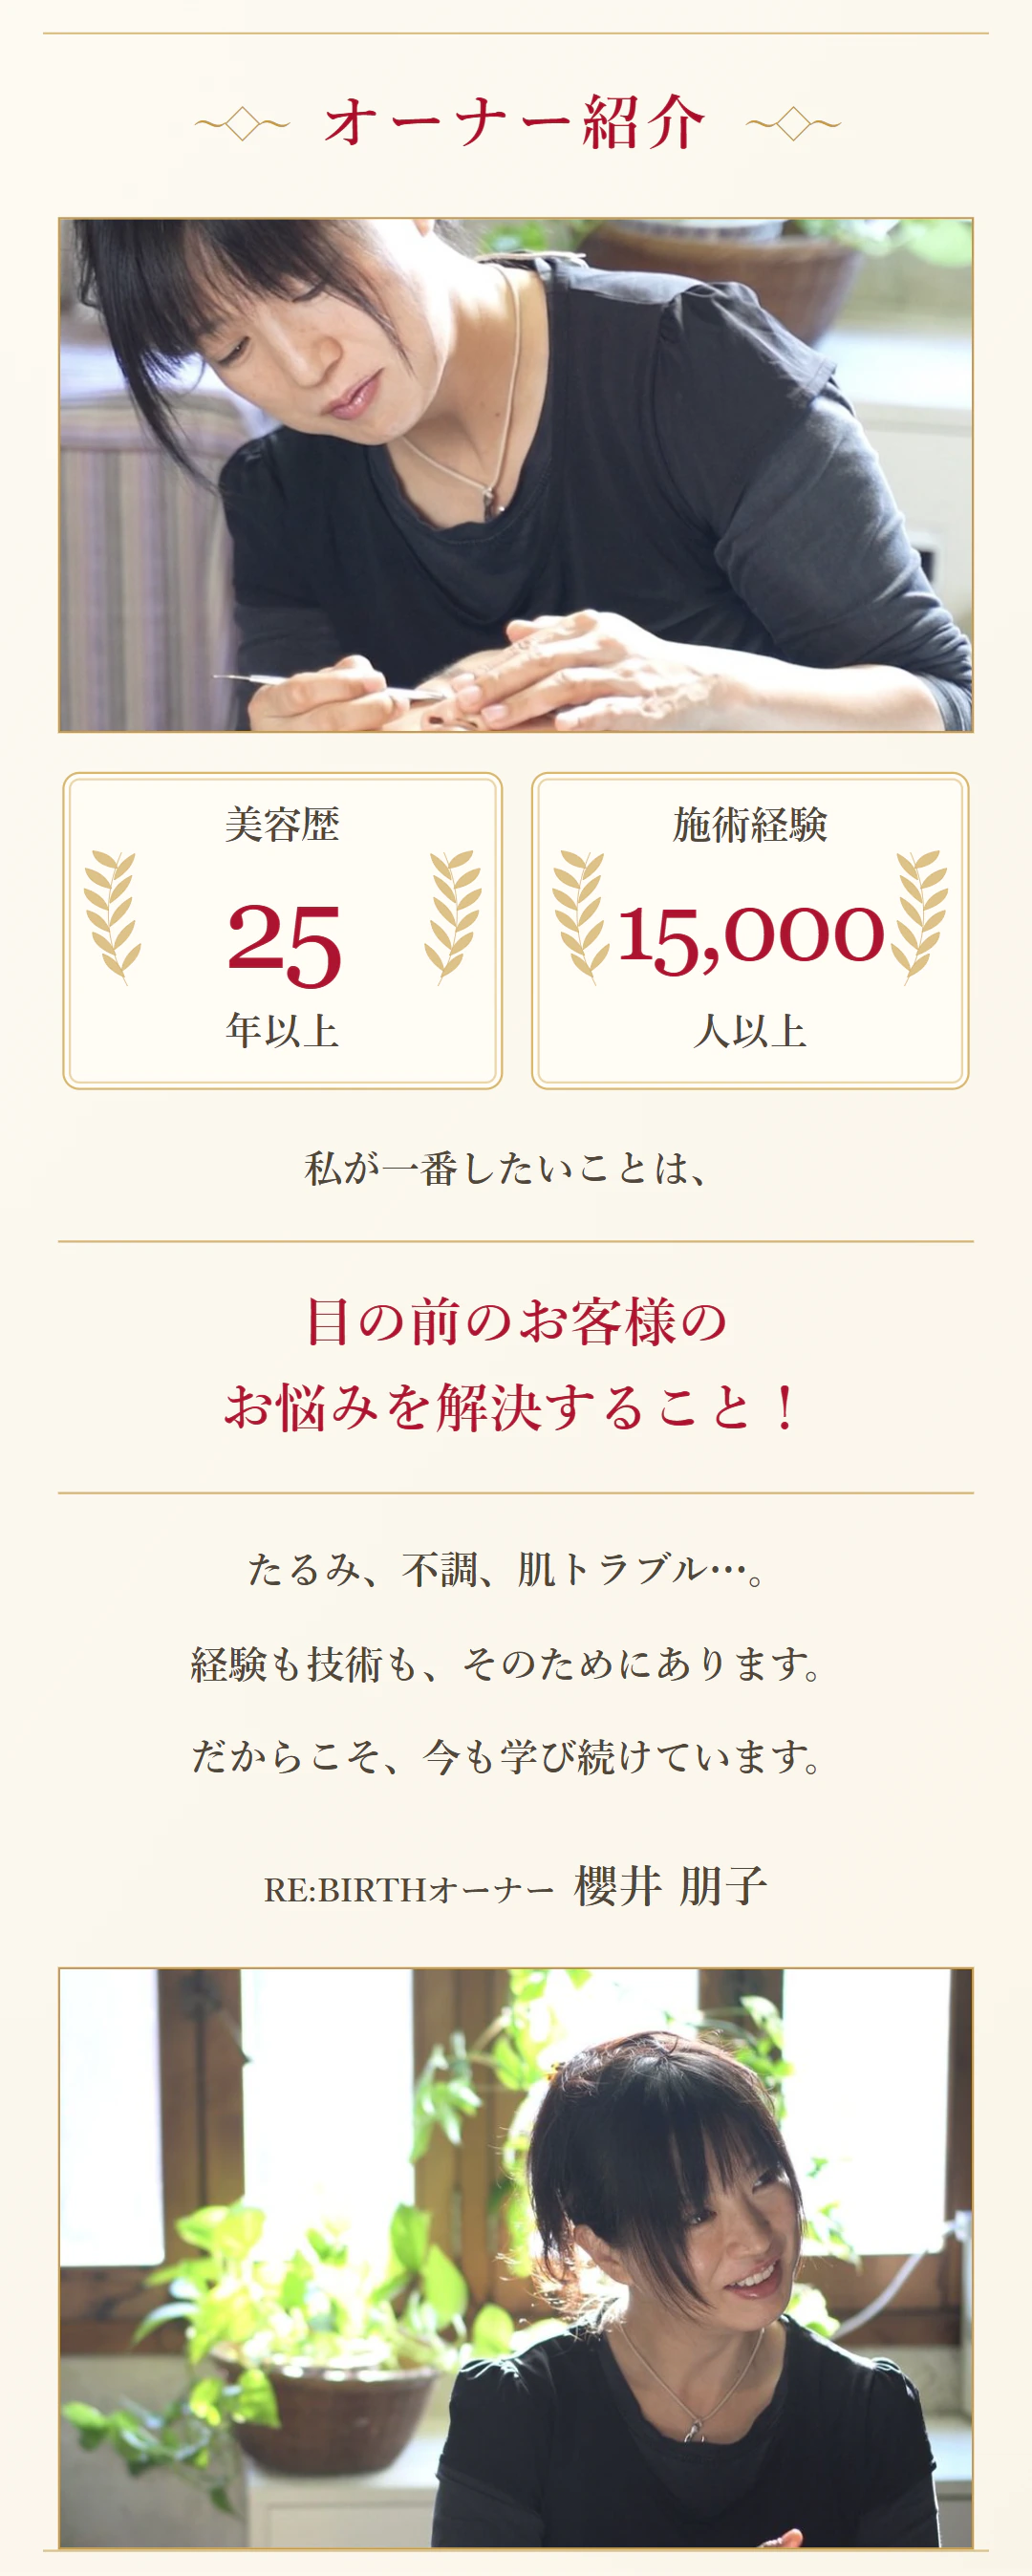 オーナー紹介
美容歴
25
年以上
施術経験
15,000
人以上
私が一番したいことは、
目の前のお客様の
お悩みを解決すること！
たるみ、不調、肌トラブル…。
経験も技術も、そのためにあります。
だからこそ、今も学び続けています。
RE:BIRTHオーナー 櫻井 朋子